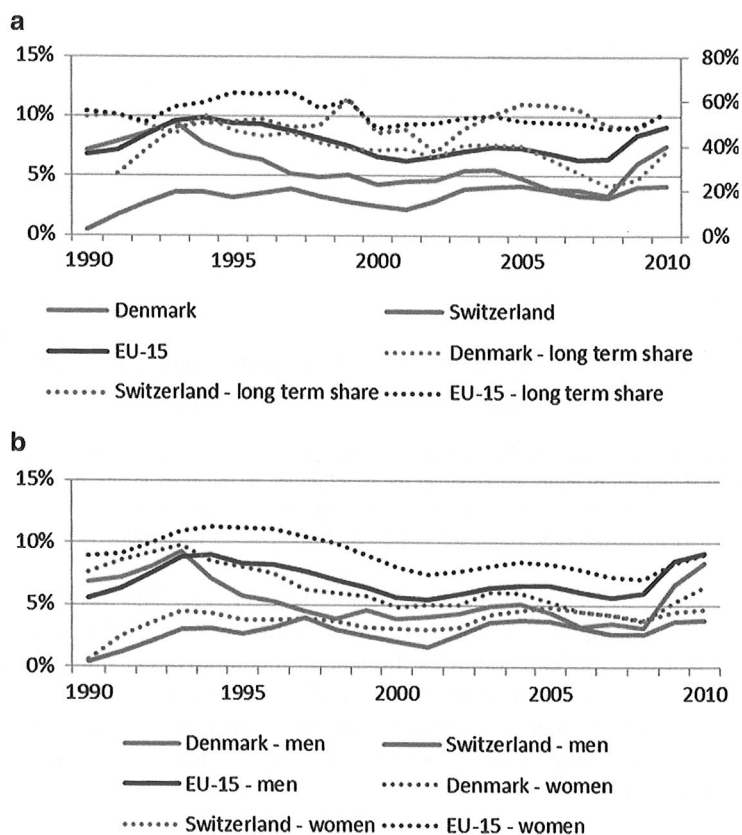 a
15% 80%
10% 60%
5% 40%
20%
0% 0%
1990 1995 2000 2005 2010
Denmark Switzerland
EU-15 Denmark - long term share
Switzerland - long term share EU-15 - long term share
b
15%
10%
5%
0%
1990 1995 2000 2005 2010
Denmark - men Switzerland - men
EU-15 - men Denmark - women
Switzerland - women EU-15 - women